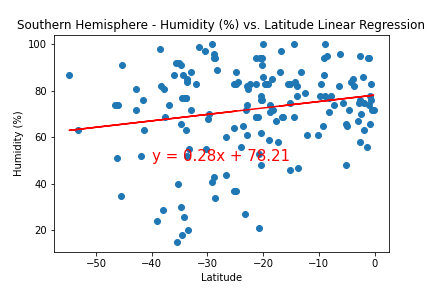 Southern Hemisphere - Humidity (%) vs. Latitude Linear Regression
100
80
60
40
20
Humidity (%)
y = 0.28x + 78.21
−50
−40
−30
−20
−10
0
Latitude